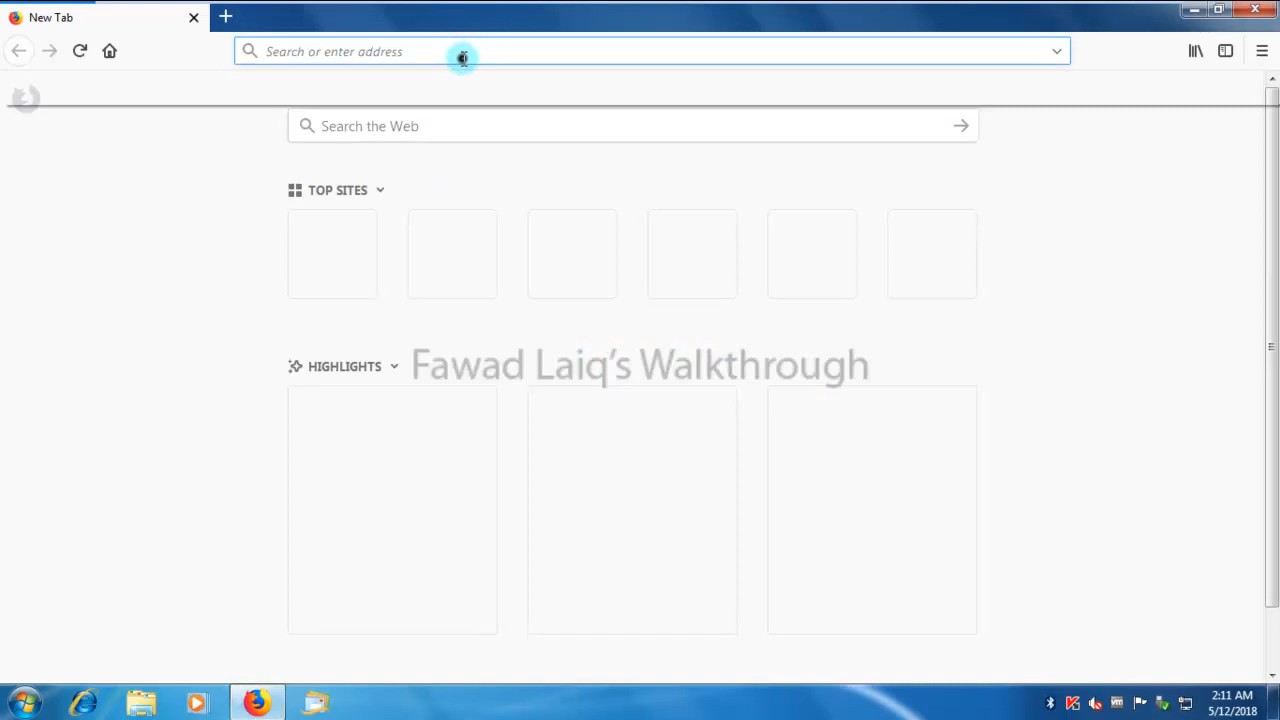 New Tab
Search or enter address
Search the Web
TOP SITES
HIGHLIGHTS
Fawad Laiq's Walkthrough
2:11 AM
5/12/2018